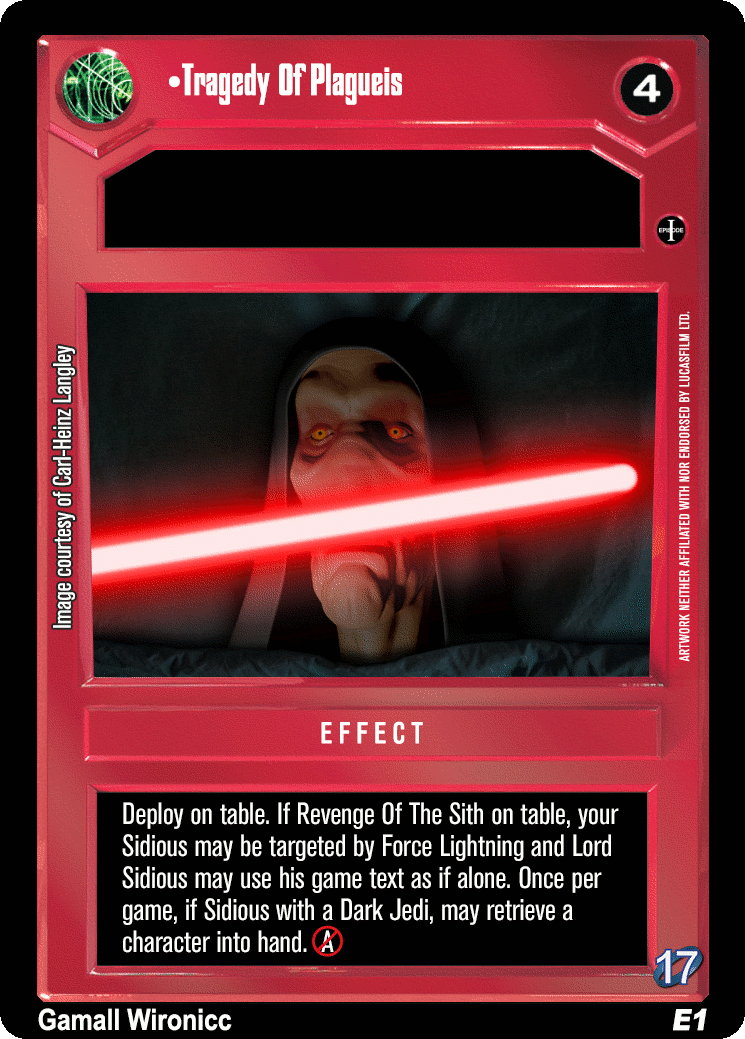 •Tragedy Of Plagueis
4
EPISODE
I
Image courtesy of Carl-Heinz Langley
ARTWORK NEITHER AFFILIATED WITH NOR ENDORSED BY LUCASFILM LTD.
EFFECT
Deploy on table. If Revenge Of The Sith on table, your
Sidious may be targeted by Force Lightning and Lord
Sidious may use his game text as if alone. Once per
game, if Sidious with a Dark Jedi, may retrieve a
character into hand. A
17
Gamall Wironicc
E1